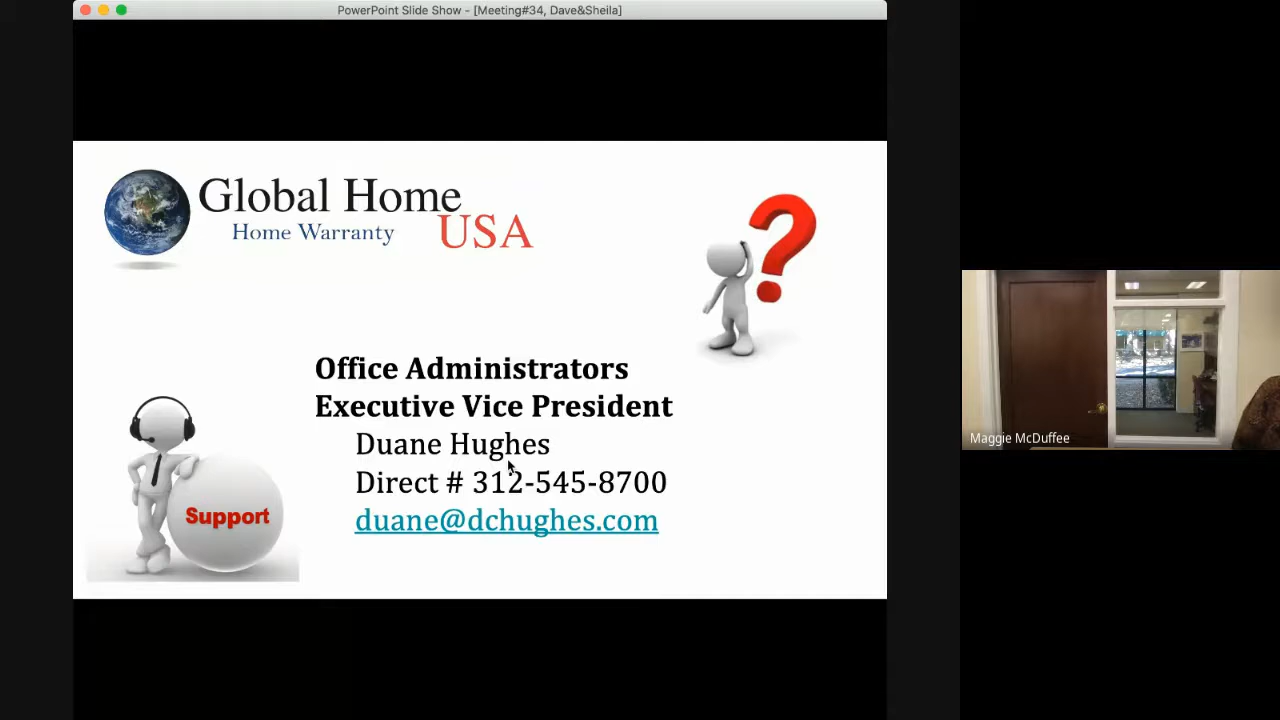 PowerPoint Slide Show - [Meeting#34, Dave&Sheila]
Global Home
Home Warranty
USA
Office Administrators
Executive Vice President
Duane Hughes
Direct # 312-545-8700
duane@dchughes.com
Support
Maggie McDuffee